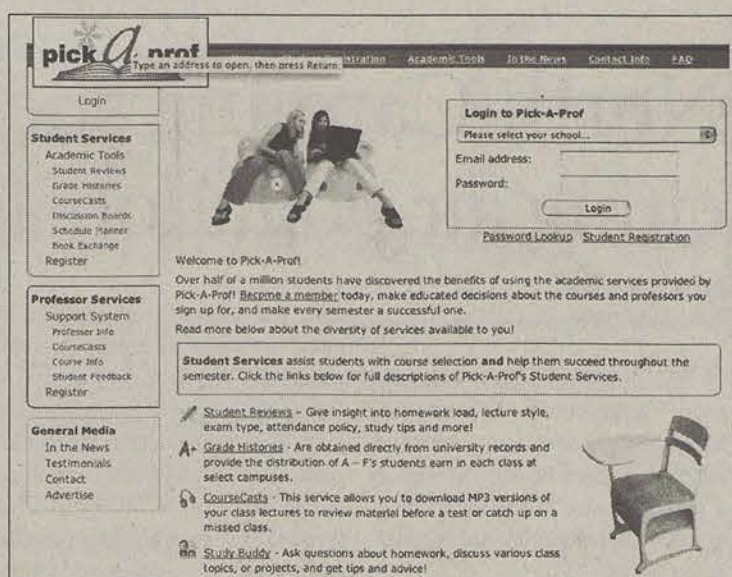 pick a prof
Type an address to open, then press Return.
Academic Tools In the News Contact Info FAQ
Login
Student Services
Academic Tools
Student Reviews
Grade Histories
CourseCasts
Discussion Boards
Schedule Planner
Book Exchange
Register
Professor Services
Support System
Professor Info
CourseCasts
Course Info
Student Feedback
Register
General Media
In the News
Testimonials
Contact
Advertise
Login to Pick-A-Prof
Please select your school...
Email address:
Password:
Login
Password Lookup Student Registration
Welcome to Pick-A-Prof!
Over half of a million students have discovered the benefits of using the academic services provided by
Pick-A-Prof! Become a member today, make educated decisions about the courses and professors you
sign up for, and make every semester a successful one.
Read more below about the diversity of services available to you!
Student Services assist students with course selection and help them succeed throughout the
semester. Click the links below for full descriptions of Pick-A-Prof's Student Services.
Student Reviews - Give insight into homework load, lecture style,
exam type, attendance policy, study tips and more!
A+ Grade Histories - Are obtained directly from university records and
provide the distribution of A – F's students earn in each class at
select campuses.
CourseCasts - This service allows you to download MP3 versions of
your class lectures to review material before a test or catch up on a
missed class.
Study Buddy - Ask questions about homework, discuss various class
topics, or projects, and get tips and advice!